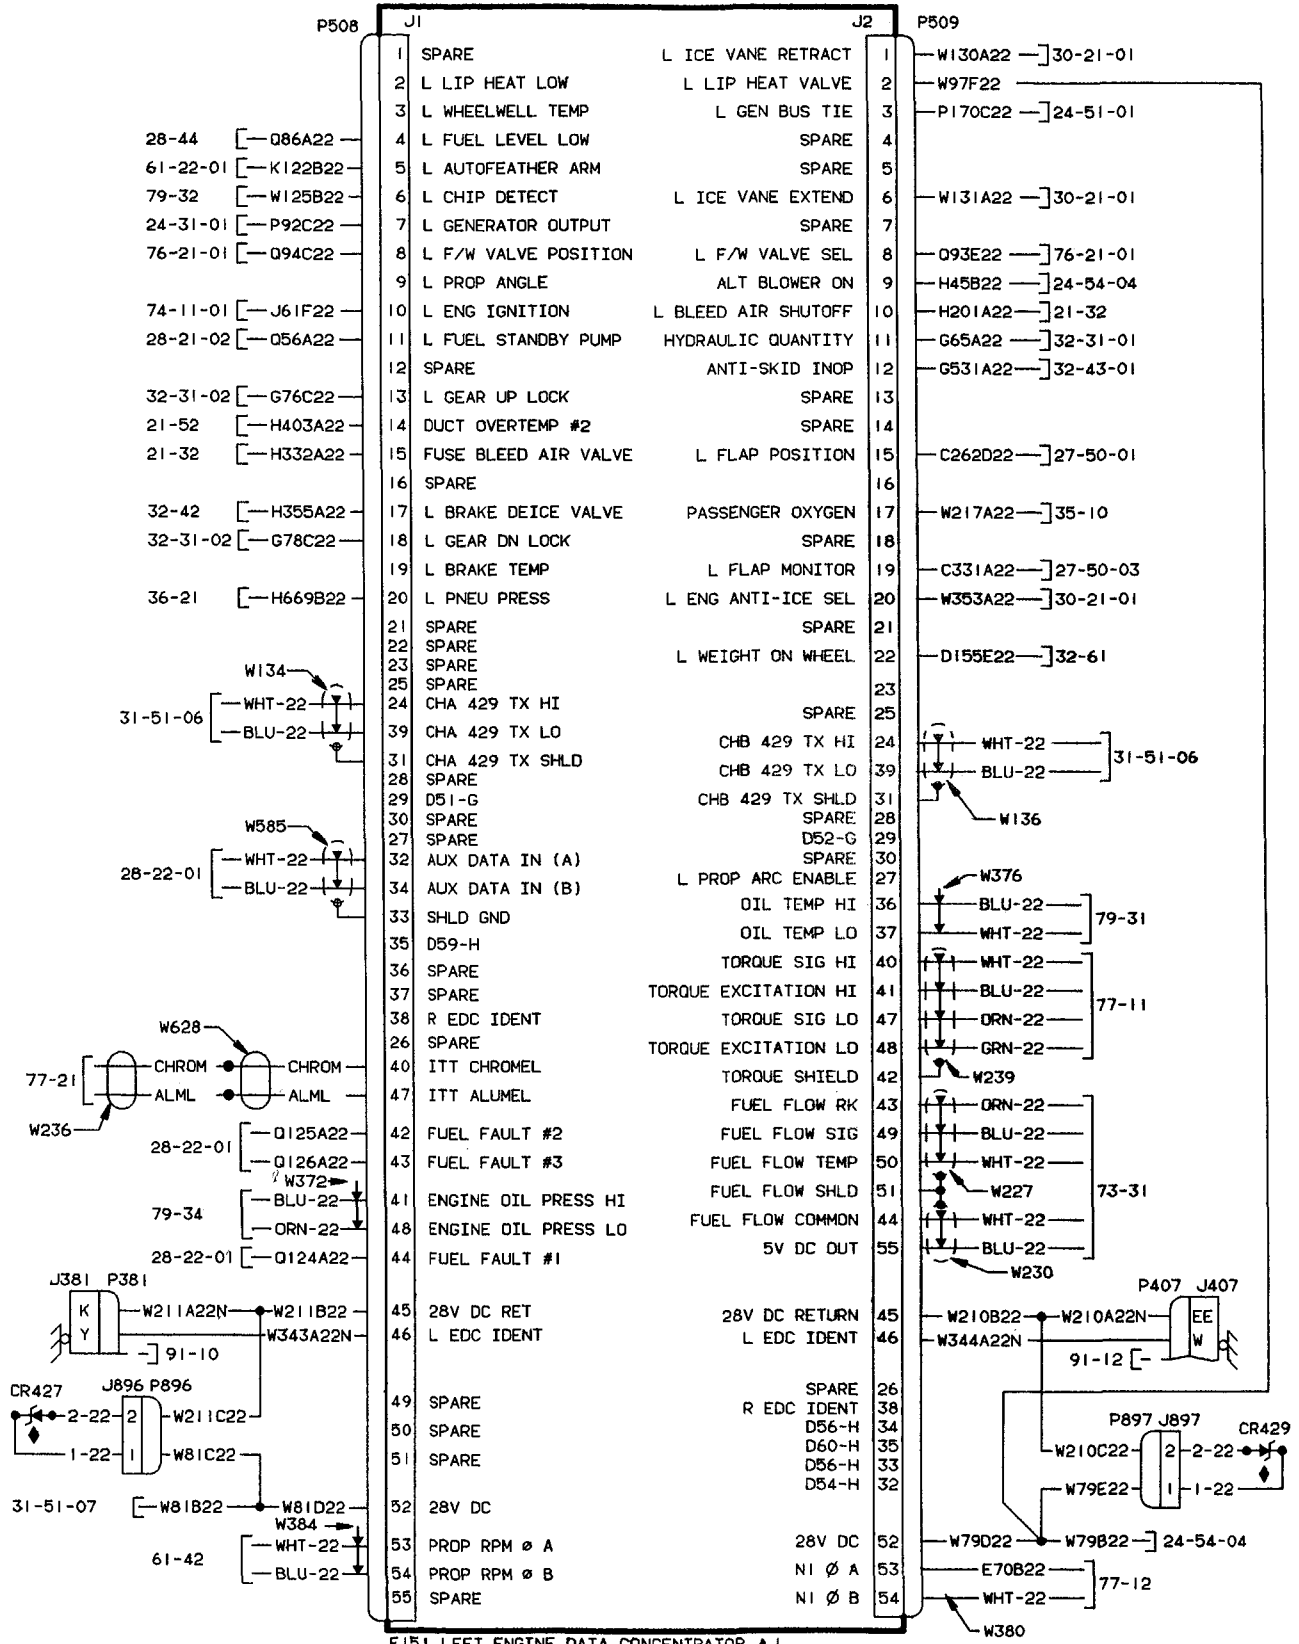 P508 J1 J2 P509
1 SPARE L ICE VANE RETRACT 1 W130A22 30-21-01
2 L LIP HEAT LOW L LIP HEAT VALVE 2 W97F22
3 L WHEELWELL TEMP L GEN BUS TIE 3 P170C22 24-51-01
28-44 Q86A22 4 L FUEL LEVEL LOW SPARE 4
61-22-01 K122B22 5 L AUTOFEATHER ARM SPARE 5
79-32 W125B22 6 L CHIP DETECT L ICE VANE EXTEND 6 W131A22 30-21-01
24-31-01 P92C22 7 L GENERATOR OUTPUT SPARE 7
76-21-01 Q94C22 8 L F/W VALVE POSITION L F/W VALVE SEL 8 Q93E22 76-21-01
9 L PROP ANGLE ALT BLOWER ON 9 H45B22 24-54-04
74-11-01 J61F22 10 L ENG IGNITION L BLEED AIR SHUTOFF 10 H201A22 21-32
28-21-02 Q56A22 11 L FUEL STANDBY PUMP HYDRAULIC QUANTITY 11 G65A22 32-31-01
12 SPARE ANTI-SKID INOP 12 G531A22 32-43-01
32-31-02 G76C22 13 L GEAR UP LOCK SPARE 13
21-52 H403A22 14 DUCT OVERTEMP #2 SPARE 14
21-32 H332A22 15 FUSE BLEED AIR VALVE L FLAP POSITION 15 C262D22 27-50-01
16 SPARE 16
32-42 H355A22 17 L BRAKE DEICE VALVE PASSENGER OXYGEN 17 W217A22 35-10
32-31-02 G78C22 18 L GEAR DN LOCK SPARE 18
19 L BRAKE TEMP L FLAP MONITOR 19 C331A22 27-50-03
36-21 H669B22 20 L PNEU PRESS L ENG ANTI-ICE SEL 20 W353A22 30-21-01
21 SPARE SPARE 21
22 SPARE
23 SPARE L WEIGHT ON WHEEL 22 D155E22 32-61
W134 25 SPARE 23
WHT-22 24 CHA 429 TX HI SPARE 25
31-51-06
BLU-22 39 CHA 429 TX LO CHB 429 TX HI 24 WHT-22
31-51-06
31 CHA 429 TX SHLD CHB 429 TX LO 39 BLU-22
28 SPARE
29 D51-G CHB 429 TX SHLD 31
30 SPARE SPARE 28 W136
W585 27 SPARE D52-G 29
WHT-22 32 AUX DATA IN (A) SPARE 30
28-22-01 L PROP ARC ENABLE 27 W376
BLU-22 34 AUX DATA IN (B) OIL TEMP HI 36 BLU-22
79-31
33 SHLD GND OIL TEMP LO 37 WHT-22
35 D59-H TORQUE SIG HI 40 WHT-22
36 SPARE TORQUE EXCITATION HI 41 BLU-22
77-11
37 SPARE
38 R EDC IDENT TORQUE SIG LO 47 ORN-22
W628 26 SPARE TORQUE EXCITATION LO 48 GRN-22
CHROM CHROM 40 ITT CHROMEL TORQUE SHIELD 42 W239
77-21
ALML ALML 47 ITT ALUMEL FUEL FLOW RK 43 ORN-22
W236 Q125A22 42 FUEL FAULT #2 FUEL FLOW SIG 49 BLU-22
28-22-01
Q126A22 43 FUEL FAULT #3 FUEL FLOW TEMP 50 WHT-22
W372 FUEL FLOW SHLD 51 W227 73-31
BLU-22 41 ENGINE OIL PRESS HI
79-34 FUEL FLOW COMMON 44 WHT-22
ORN-22 48 ENGINE OIL PRESS LO
28-22-01 Q124A22 44 FUEL FAULT #1 5V DC OUT 55 BLU-22
W230
J381 P381 P407 J407
K W211A22N W211B22 45 28V DC RET 28V DC RETURN 45 W210B22 W210A22N EE
Y W343A22N 46 L EDC IDENT L EDC IDENT 46 W344A22N W
91-10 91-12
CR427 J896 P896 SPARE 26
49 SPARE R EDC IDENT 38
2-22 2 W211C22 D56-H 34 P897 J897 CR429
50 SPARE D60-H 35 W210C22 2 2-22
1-22 1 W81C22 51 SPARE D56-H 33
D54-H 32 W79E22 1 1-22
31-51-07 W81B22 W81D22 52 28V DC
W384
WHT-22 53 PROP RPM Ø A 28V DC 52 W79D22 W79B22 24-54-04
61-42
BLU-22 54 PROP RPM Ø B N1 Ø A 53 E70B22
77-12
55 SPARE N1 Ø B 54 WHT-22
W380
E151 LEFT ENGINE DATA CONCENTRATOR A1